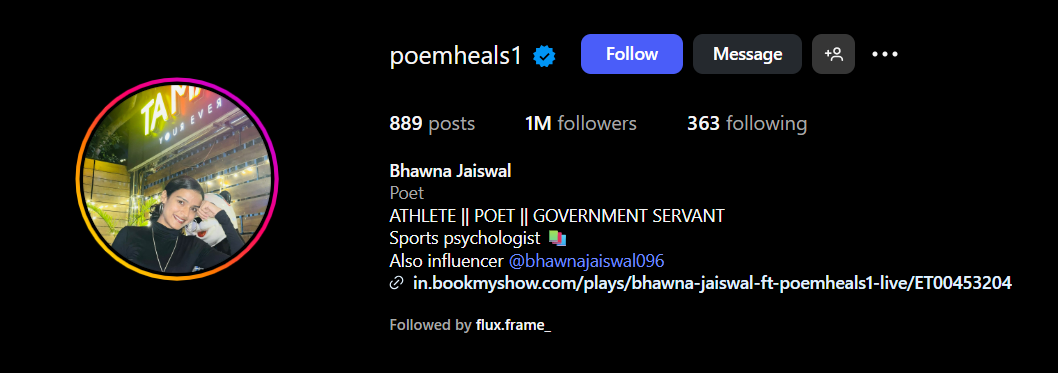 poemheals1 Follow Message
889 posts 1M followers 363 following
Bhawna Jaiswal
Poet
ATHLETE || POET || GOVERNMENT SERVANT
Sports psychologist
Also influencer @bhawnajaiswal096
in.bookmyshow.com/plays/bhawna-jaiswal-ft-poemheals1-live/ET00453204
Followed by flux.frame_
YOUR EVER